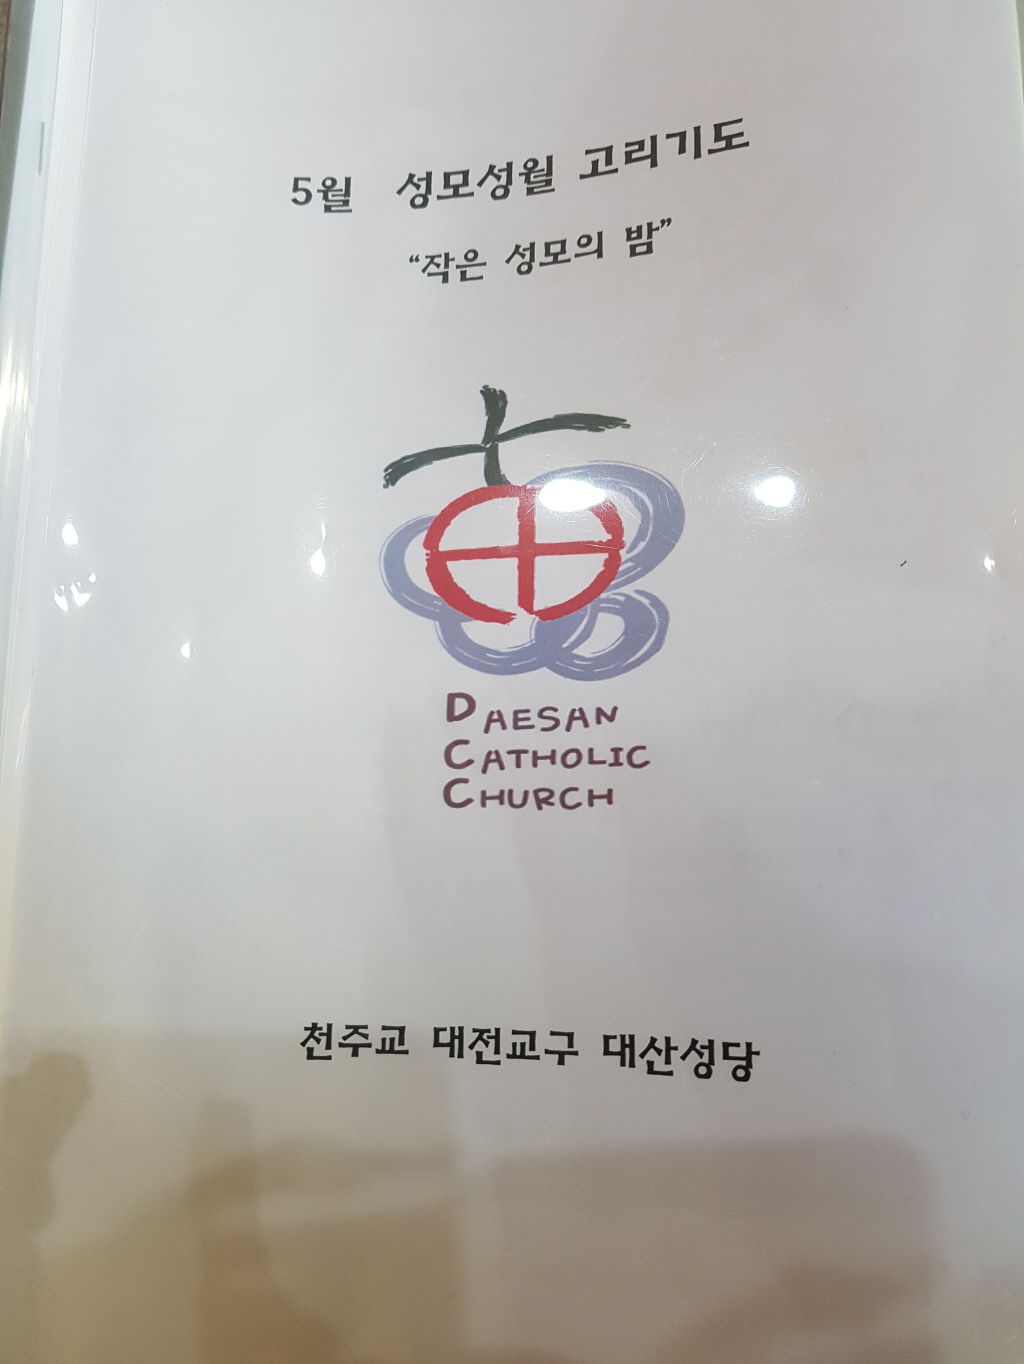 5월 성모성월 고리기도
“작은 성모의 밤”
DAESAN
CATHOLIC
CHURCH
천주교 대전교구 대산성당